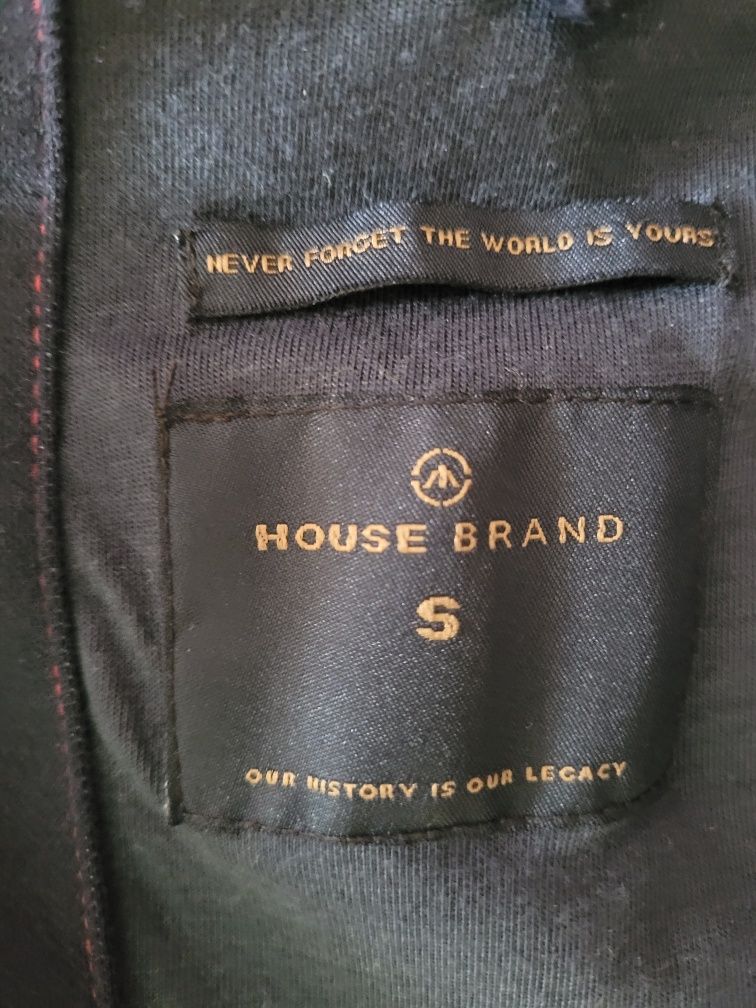 NEVER FORGET THE WORLD IS YOURS
HOUSE BRAND
S
OUR HISTORY IS OUR LEGACY